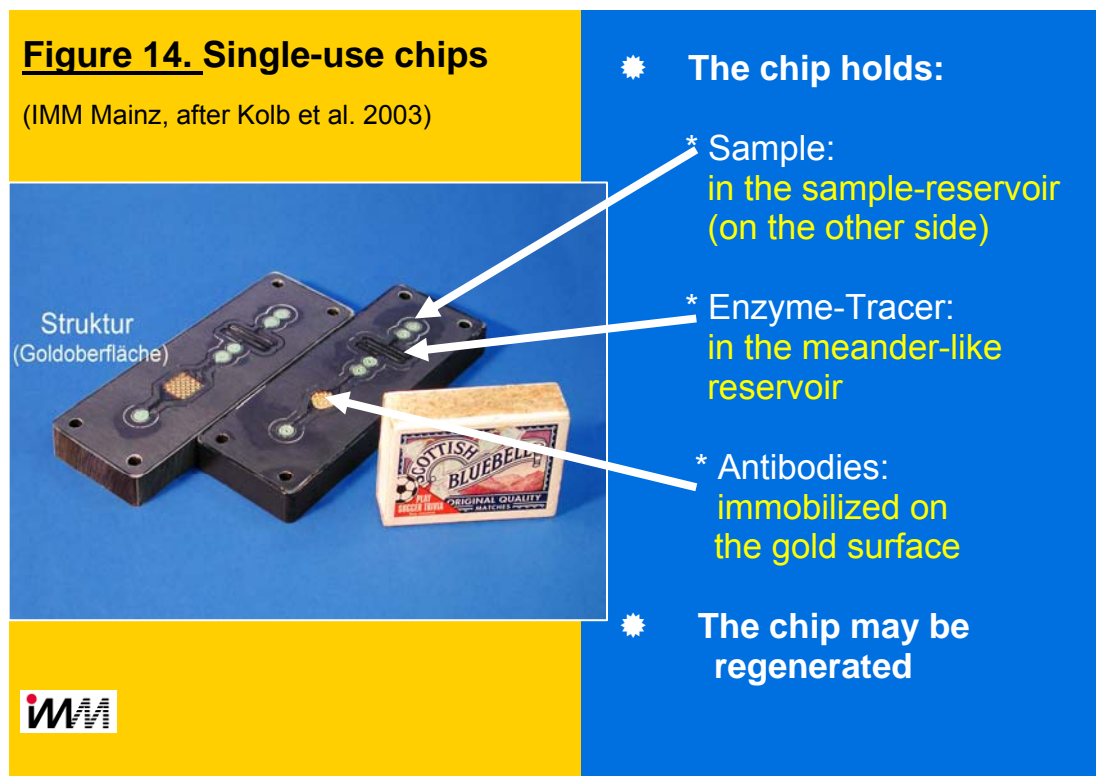 Figure 14. Single-use chips
(IMM Mainz, after Kolb et al. 2003)
Struktur
(Goldoberfläche)
SCOTTISH
BLUEBELL
PLAY
SOCCER TRIVIA
ORIGINAL QUALITY
MATCHES
imm
The chip holds:
* Sample:
in the sample-reservoir
(on the other side)
* Enzyme-Tracer:
in the meander-like
reservoir
* Antibodies:
immobilized on
the gold surface
The chip may be
regenerated